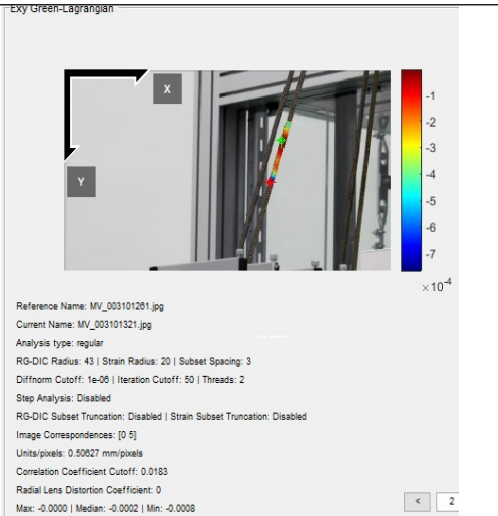 Exy Green-Lagrangian
X
Y
-1
-2
-3
-4
-5
-6
-7
×10-4
Reference Name: MV_003101261.jpg
Current Name: MV_003101321.jpg
Analysis type: regular
RG-DIC Radius: 43 | Strain Radius: 20 | Subset Spacing: 3
Diffnorm Cutoff: 1e-06 | Iteration Cutoff: 50 | Threads: 2
Step Analysis: Disabled
RG-DIC Subset Truncation: Disabled | Strain Subset Truncation: Disabled
Image Correspondences: [0 5]
Units/pixels: 0.50627 mm/pixels
Correlation Coefficient Cutoff: 0.0183
Radial Lens Distortion Coefficient: 0
Max: -0.0000 | Median: -0.0002 | Min: -0.0008
< 2